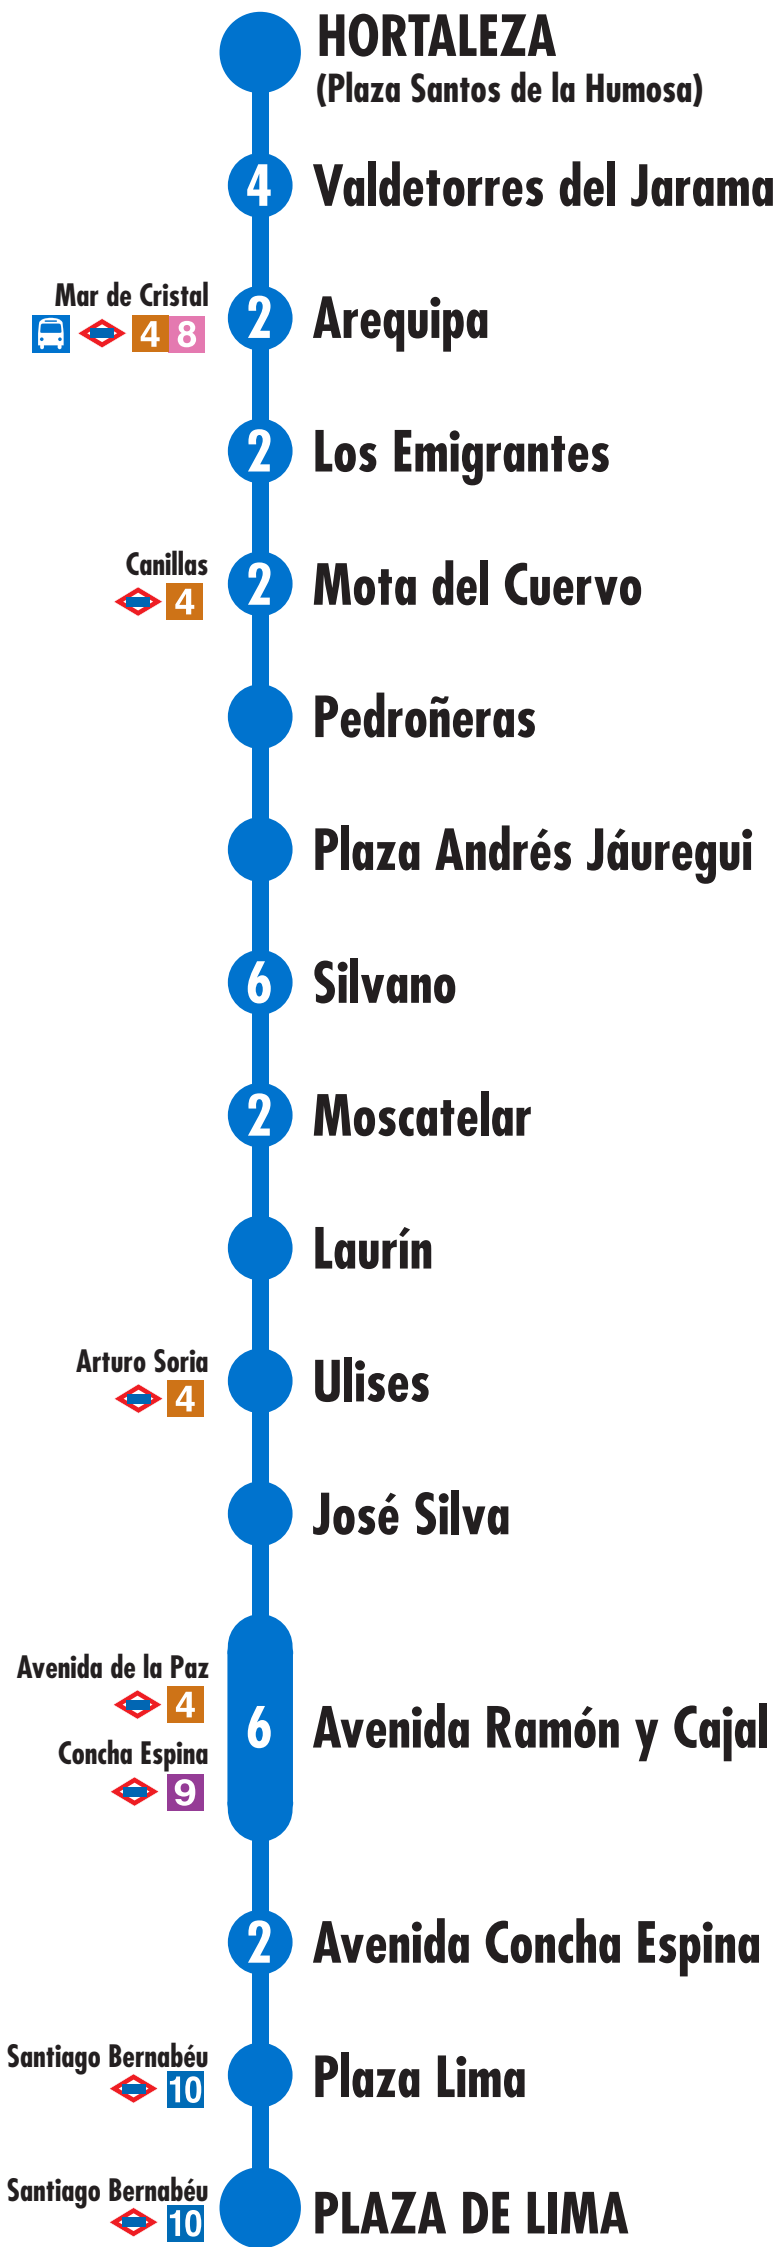 HORTALEZA
(Plaza Santos de la Humosa)
4 Valdetorres del Jarama
Mar de Cristal
4 8
2 Arequipa
2 Los Emigrantes
Canillas
4
2 Mota del Cuervo
Pedroñeras
Plaza Andrés Jáuregui
6 Silvano
2 Moscatelar
Laurín
Arturo Soria
4
Ulises
José Silva
Avenida de la Paz
4
Concha Espina
9
6 Avenida Ramón y Cajal
2 Avenida Concha Espina
Santiago Bernabéu
10
Plaza Lima
Santiago Bernabéu
10
PLAZA DE LIMA